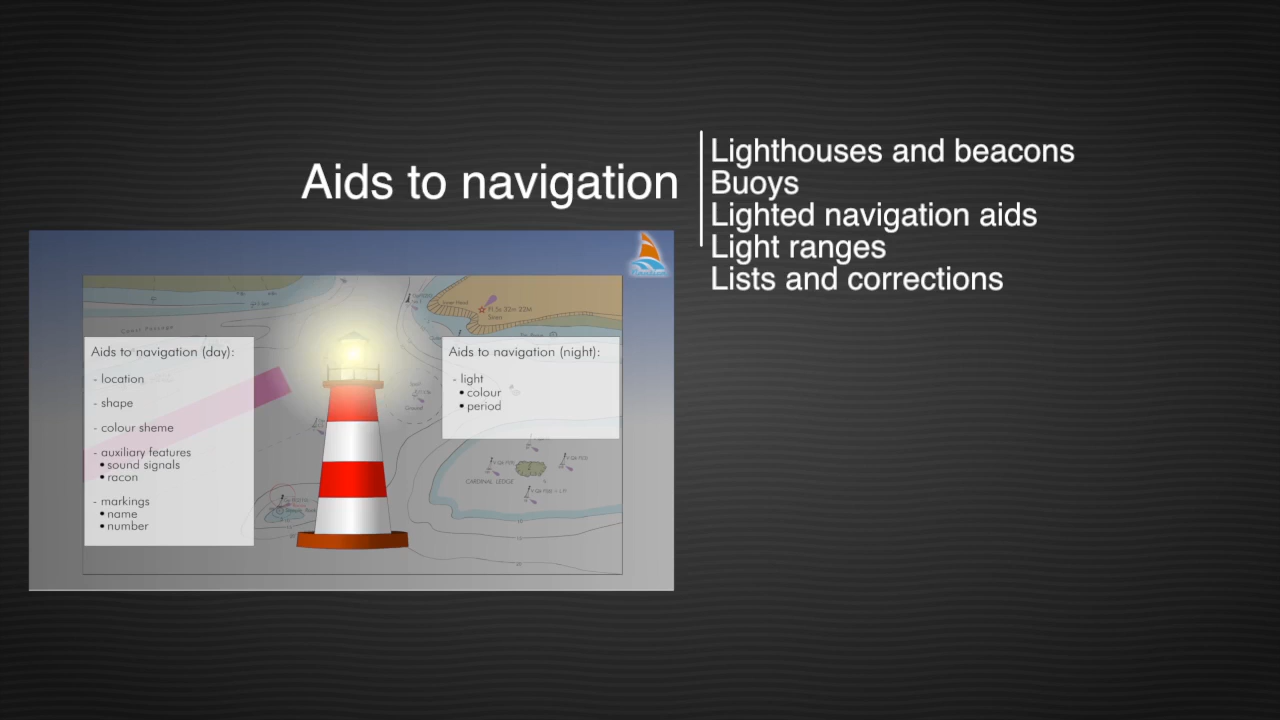 Aids to navigation
Lighthouses and beacons
Buoys
Lighted navigation aids
Light ranges
Lists and corrections
Aids to navigation (day):
- location
- shape
- colour sheme
- auxiliary features
• sound signals
• racon
- markings
• name
• number
Aids to navigation (night):
- light
• colour
• period
Canal Passage
CARDINAL LEDGE